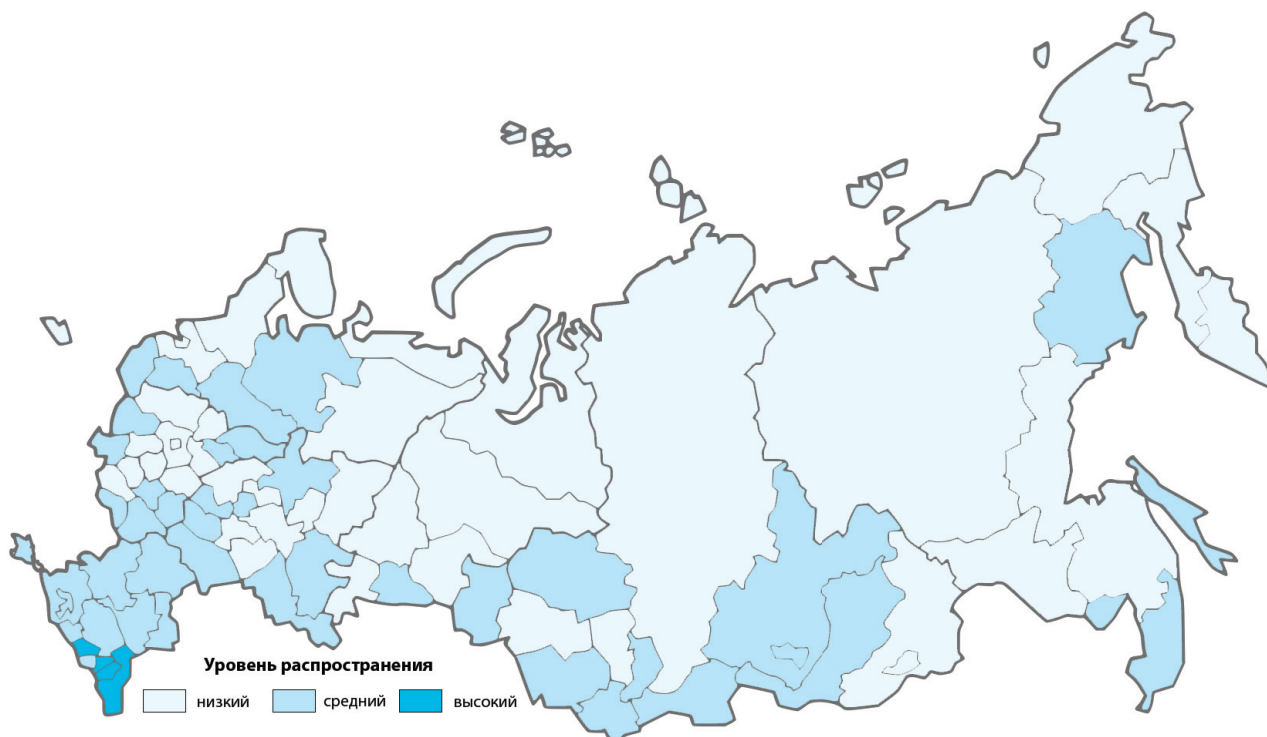 Уровень распространения
низкий средний высокий